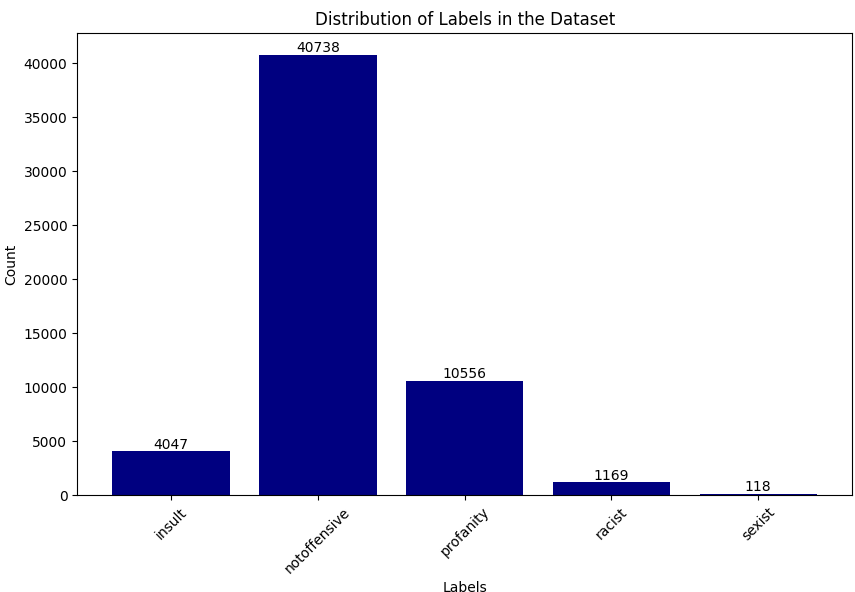 Distribution of Labels in the Dataset
40738
40000
35000
30000
25000
Count
20000
15000
10556
10000
4047
5000
1169
118
0
insult
notoffensive
profanity
racist
sexist
Labels